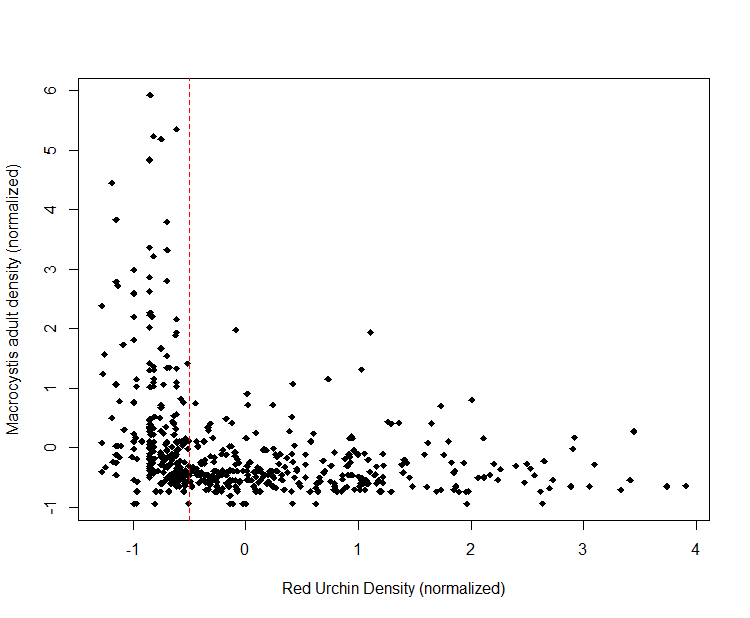 Macrocystis adult density (normalized)
6
5
4
3
2
1
0
-1
-1 0 1 2 3 4
Red Urchin Density (normalized)